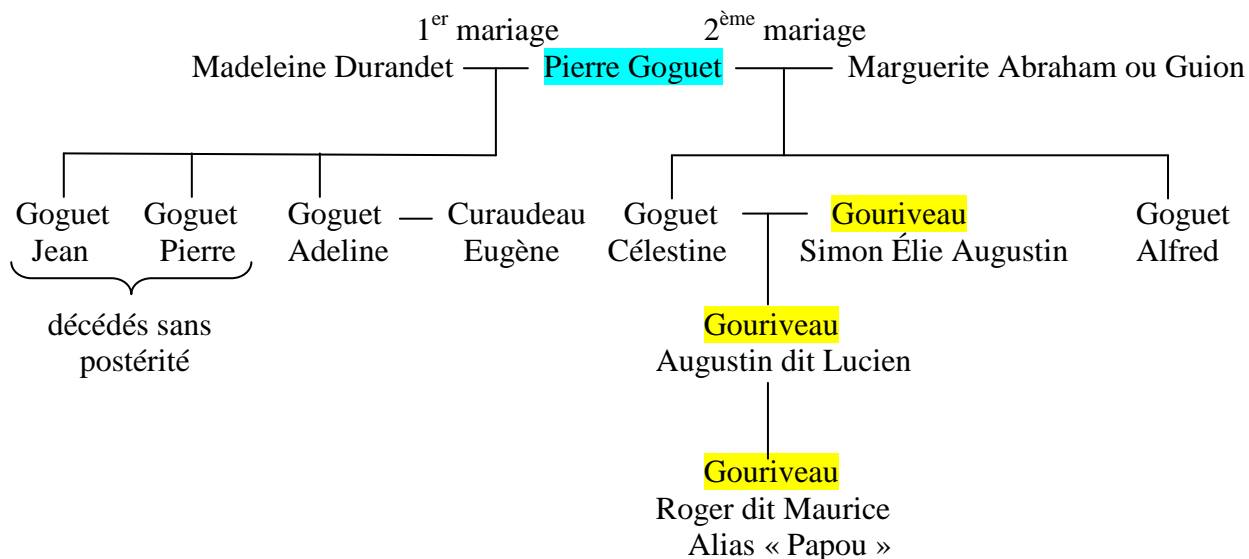 1er mariage 2ème mariage
Madeleine Durandet Pierre Goguet Marguerite Abraham ou Guion
Goguet Goguet Goguet Curaudeau Goguet Gouriveau Goguet
Jean Pierre Adeline Eugène Célestine Simon Élie Augustin Alfred
décédés sans
postérité
Gouriveau
Augustin dit Lucien
Gouriveau
Roger dit Maurice
Alias « Papou »